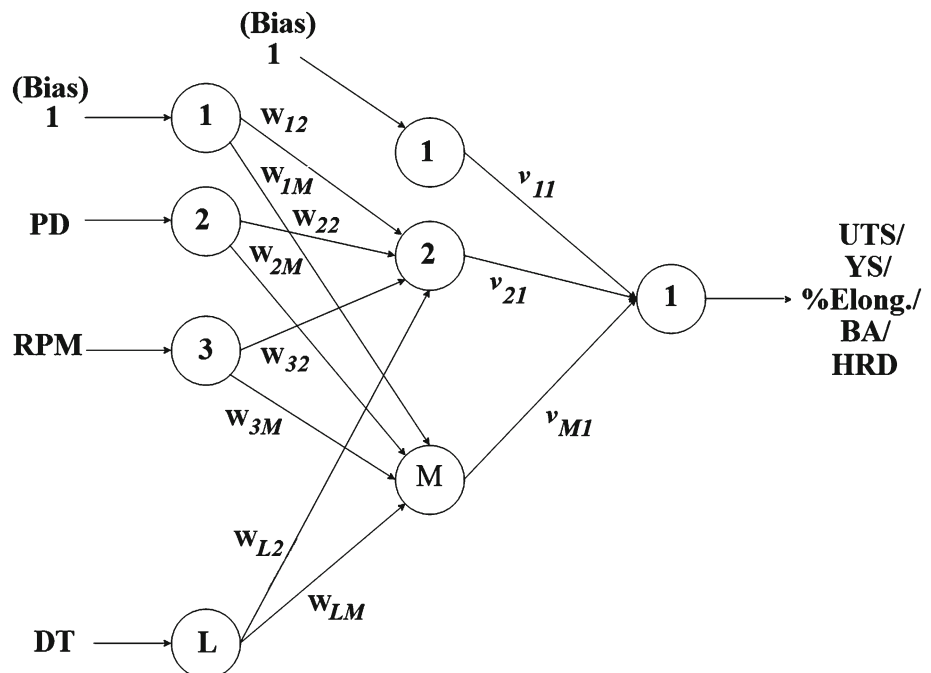 (Bias)
1
(Bias)
1
1
w12
w1M
1
v11
PD
2
w22
w2M
2
v21
1
UTS/
YS/
%Elong./
BA/
HRD
RPM
3
w32
w3M
M
vM1
wL2
wLM
DT
L